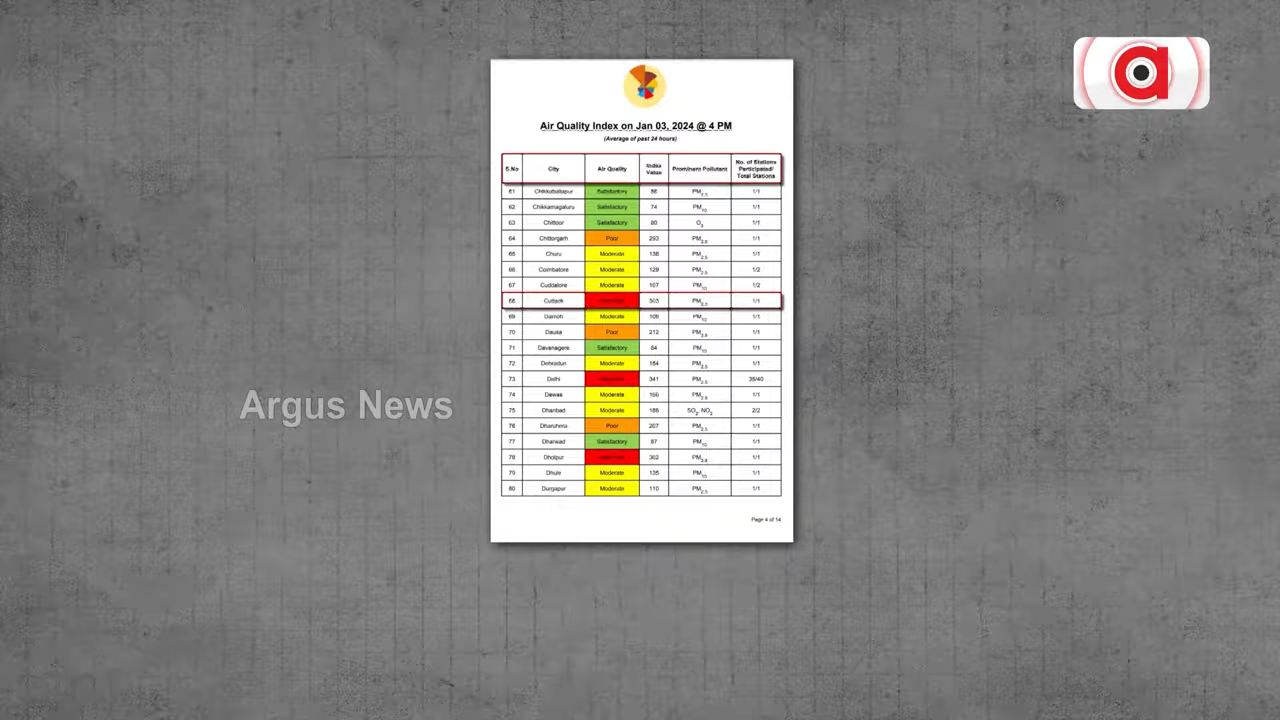 a
Air Quality Index on Jan 03, 2024 @ 4 PM
(Average of past 24 hours)
S.No City Air Quality Index Value Prominent Pollutant No. of Stations Participated/ Total Stations
61 Chikkaballapur Satisfactory 86 PM2.5 1/1
62 Chikkamagaluru Satisfactory 74 PM10 1/1
63 Chittoor Satisfactory 80 O3 1/1
64 Chittorgarh Poor 293 PM2.5 1/1
65 Churu Moderate 138 PM2.5 1/1
66 Coimbatore Moderate 129 PM2.5 1/2
67 Cuddalore Moderate 107 PM10 1/2
68 Cuttack 303 PM2.5 1/1
69 Damoh Moderate 109 PM10 1/1
70 Dausa Poor 212 PM2.5 1/1
71 Davanagere Satisfactory 84 PM10 1/1
72 Dehradun Moderate 164 PM2.5 1/1
73 Delhi 341 PM2.5 35/40
74 Dewas Moderate 166 PM2.5 1/1
75 Dhanbad Moderate 186 SO2, NO2 2/2
76 Dharuhera Poor 207 PM2.5 1/1
77 Dharwad Satisfactory 87 PM10 1/1
78 Dholpur 302 PM2.5 1/1
79 Dhule Moderate 135 PM10 1/1
80 Durgapur Moderate 110 PM2.5 1/1
Page 4 of 14
Argus News